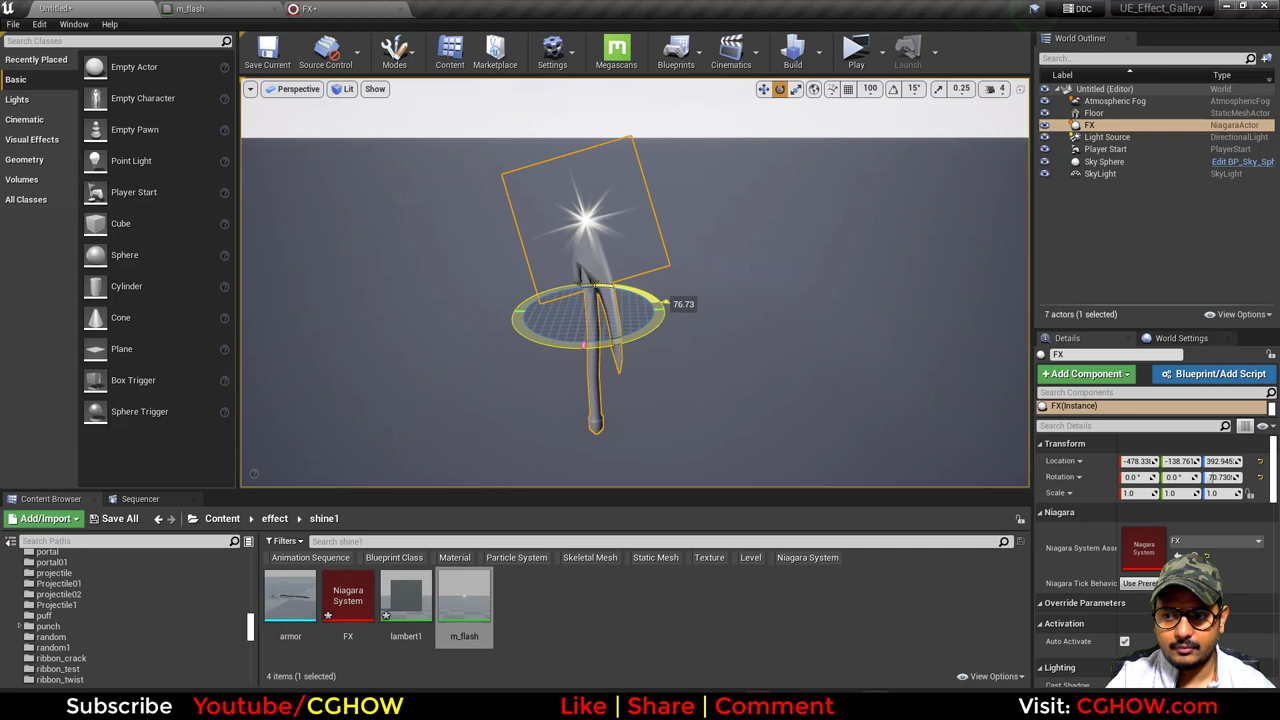 Untitled*
m_flash
FX*
DDC
UE_Effect_Gallery
File Edit Window Help
Search Classes
Recently Placed
Basic
Lights
Cinematic
Visual Effects
Geometry
Volumes
All Classes
Empty Actor
Empty Character
Empty Pawn
Point Light
Player Start
Cube
Sphere
Cylinder
Cone
Plane
Box Trigger
Sphere Trigger
Save Current
Source Control
Modes
Content
Marketplace
Settings
Megascans
Blueprints
Cinematics
Build
Play
Launch
Perspective Lit Show
100 15° 0.25 4
76.73
World Outliner
Search...
Label Type
Untitled (Editor) World
Atmospheric Fog AtmosphericFog
Floor StaticMeshActor
FX NiagaraActor
Light Source DirectionalLight
Player Start PlayerStart
Sky Sphere Edit BP_Sky_Sph
SkyLight SkyLight
7 actors (1 selected) View Options
Details World Settings
FX
+Add Component Blueprint/Add Script
Search Components
FX(Instance)
Search Details
Transform
Location -478.33 -138.761 392.945
Rotation 0.0 ° 0.0 °
Scale 1.0 1.0 1.0
Niagara
Niagara System Asse
Niagara System
FX
Niagara Tick Behavic Use Prere
Override Parameters
Activation
Auto Activate
Lighting
Cast Shadow
Content Browser Sequencer
Add/Import Save All Content effect shine1
Search Paths
portal
portal01
projectile
Projectile01
projectile02
Projectile1
puff
punch
random
random1
ribbon_crack
ribbon_test
ribbon_twist
Filters Search shine1
Animation Sequence Blueprint Class Material Particle System Skeletal Mesh Static Mesh Texture Level Niagara System
Niagara System
armor FX lambert1 m_flash
4 items (1 selected) View Options
Subscribe Youtube/CGHOW Like | Share | Comment Visit: CGHOW.com